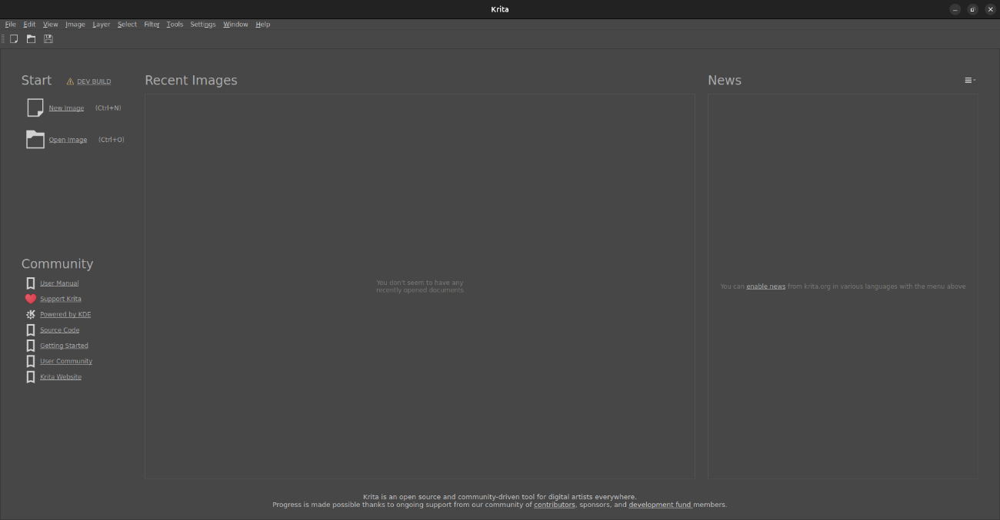 Krita
File Edit View Image Layer Select Filter Tools Settings Window Help
Start
DEV BUILD
New Image (Ctrl+N)
Open Image (Ctrl+O)
Community
User Manual
Support Krita
Powered by KDE
Source Code
Getting Started
User Community
Krita Website
Recent Images
You don't seem to have any
recently opened documents
News
You can enable news from krita.org in various languages with the menu above
Krita is an open source and community-driven tool for digital artists everywhere.
Progress is made possible thanks to ongoing support from our community of contributors, sponsors, and development fund members.